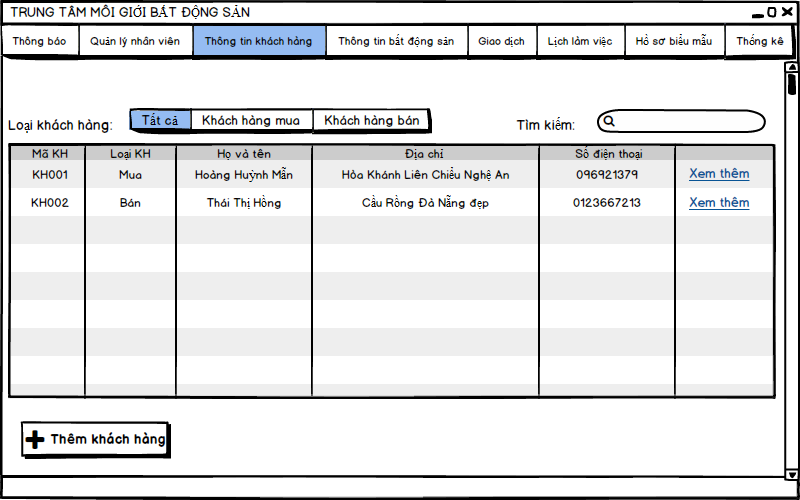 TRUNG TÂM MÔI GIỚI BẤT ĐỘNG SẢN
Thông báo Quản lý nhân viên Thông tin khách hàng Thông tin bất động sản Giao dịch Lịch làm việc Hồ sơ biểu mẫu Thống kê
Loại khách hàng: Tất cả Khách hàng mua Khách hàng bán Tìm kiếm:
Mã KH Loại KH Họ và tên Địa chỉ Số điện thoại
KH001 Mua Hoàng Huỳnh Mẫn Hòa Khánh Liên Chiểu Nghệ An 096921379 Xem thêm
KH002 Bán Thái Thị Hồng Cầu Rồng Đà Nẵng đẹp 0123667213 Xem thêm
Thêm khách hàng